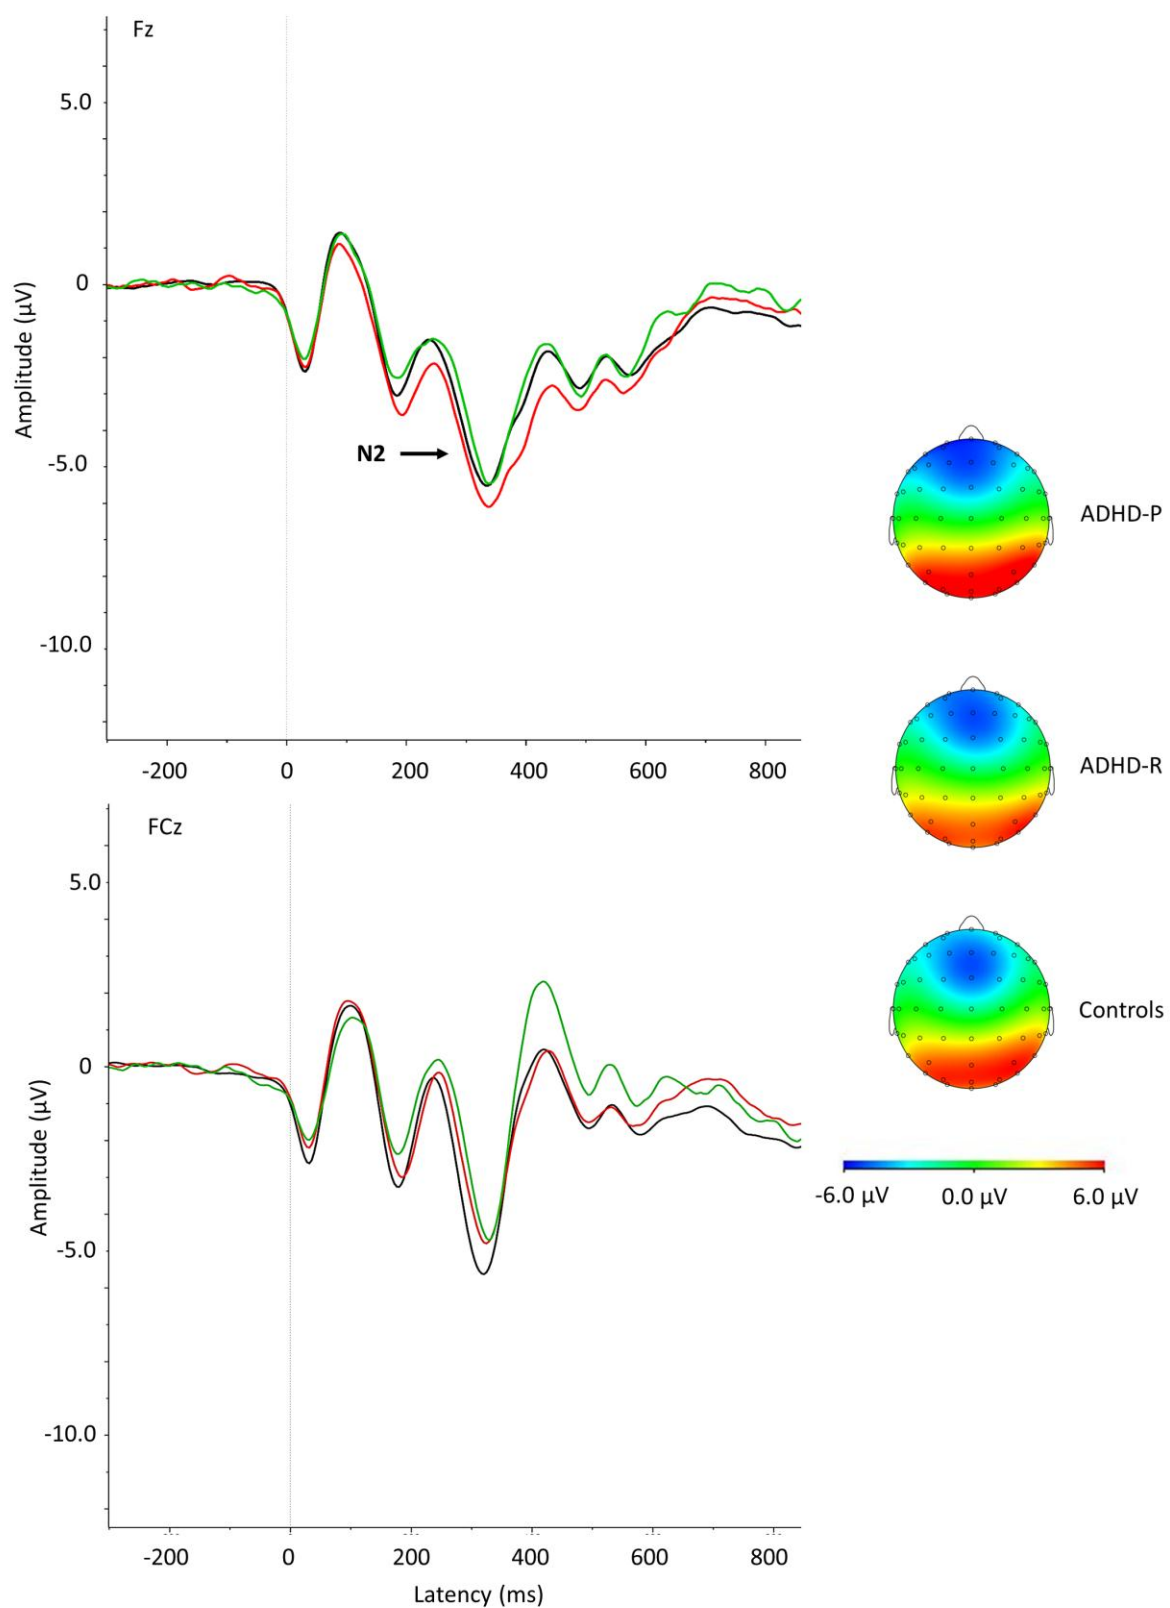 Fz
5.0
0
-5.0
-10.0
Amplitude (μV)
N2
-200 0 200 400 600 800
ADHD-P
ADHD-R
Controls
-6.0 μV 0.0 μV 6.0 μV
FCz
5.0
0
-5.0
-10.0
Amplitude (μV)
-200 0 200 400 600 800
Latency (ms)